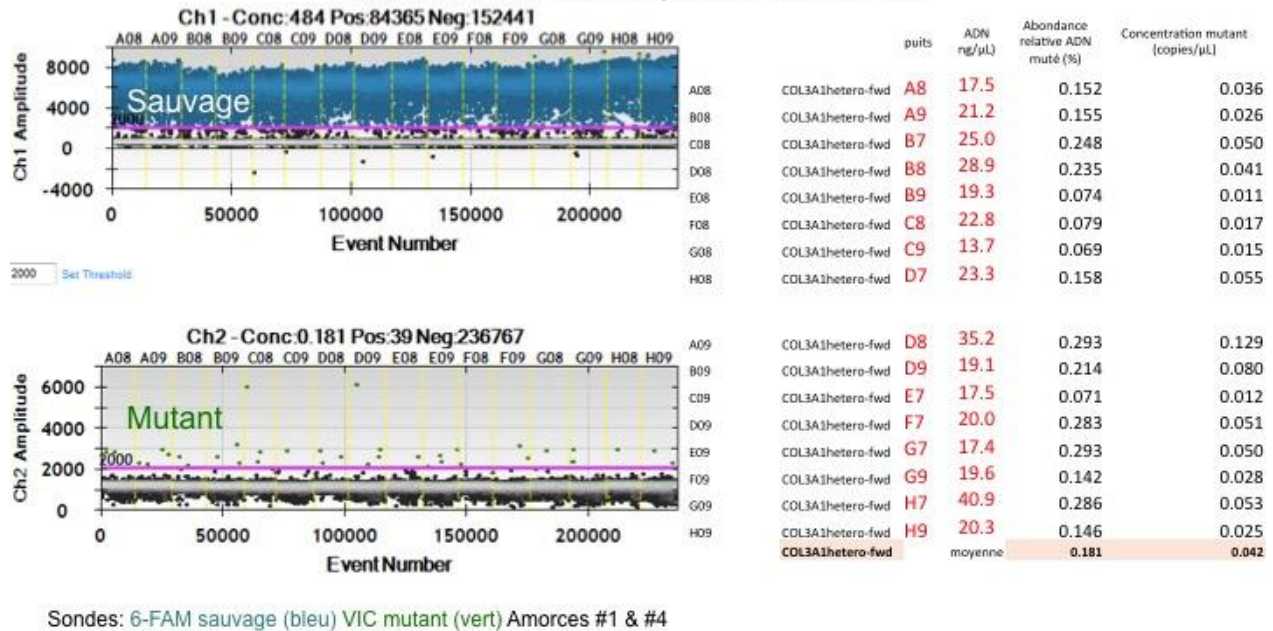 Ch1 - Conc:484 Pos:84365 Neg:152441
A08 A09 B08 B09 C08 C09 D08 D09 E08 E09 F08 F09 G08 G09 H08 H09
Ch1 Amplitude
8000
4000
0
-4000
Sauvage
2000
0 50000 100000 150000 200000
Event Number
2000 Set Threshold
Ch2 - Conc:0.181 Pos:39 Neg:236767
A08 A09 B08 B09 C08 C09 D08 D09 E08 E09 F08 F09 G08 G09 H08 H09
Ch2 Amplitude
6000
4000
2000
0
Mutant
2000
0 50000 100000 150000 200000
Event Number
puits ADN ng/µL) Abondance relative ADN muté (%) Concentration mutant (copies/µL)
A08 COL3A1hetero-fwd A8 17.5 0.152 0.036
B08 COL3A1hetero-fwd A9 21.2 0.155 0.026
C08 COL3A1hetero-fwd B7 25.0 0.248 0.050
D08 COL3A1hetero-fwd B8 28.9 0.235 0.041
E08 COL3A1hetero-fwd B9 19.3 0.074 0.011
F08 COL3A1hetero-fwd C8 22.8 0.079 0.017
G08 COL3A1hetero-fwd C9 13.7 0.069 0.015
H08 COL3A1hetero-fwd D7 23.3 0.158 0.055
A09 COL3A1hetero-fwd D8 35.2 0.293 0.129
B09 COL3A1hetero-fwd D9 19.1 0.214 0.080
C09 COL3A1hetero-fwd E7 17.5 0.071 0.012
D09 COL3A1hetero-fwd F7 20.0 0.283 0.051
E09 COL3A1hetero-fwd G7 17.4 0.293 0.050
F09 COL3A1hetero-fwd G9 19.6 0.142 0.028
G09 COL3A1hetero-fwd H7 40.9 0.286 0.053
H09 COL3A1hetero-fwd H9 20.3 0.146 0.025
COL3A1hetero-fwd moyenne 0.181 0.042
Sondes: 6-FAM sauvage (bleu) VIC mutant (vert) Amorces #1 & #4